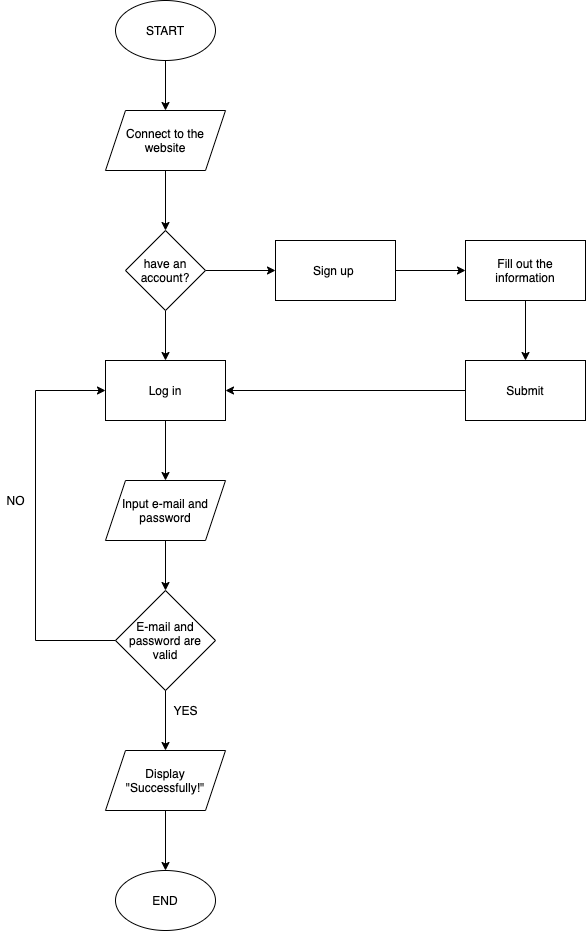 START
Connect to the
website
have an
account?
Sign up
Fill out the
information
Log in
Submit
NO
Input e-mail and
password
E-mail and
password are
valid
YES
Display
"Successfully!"
END